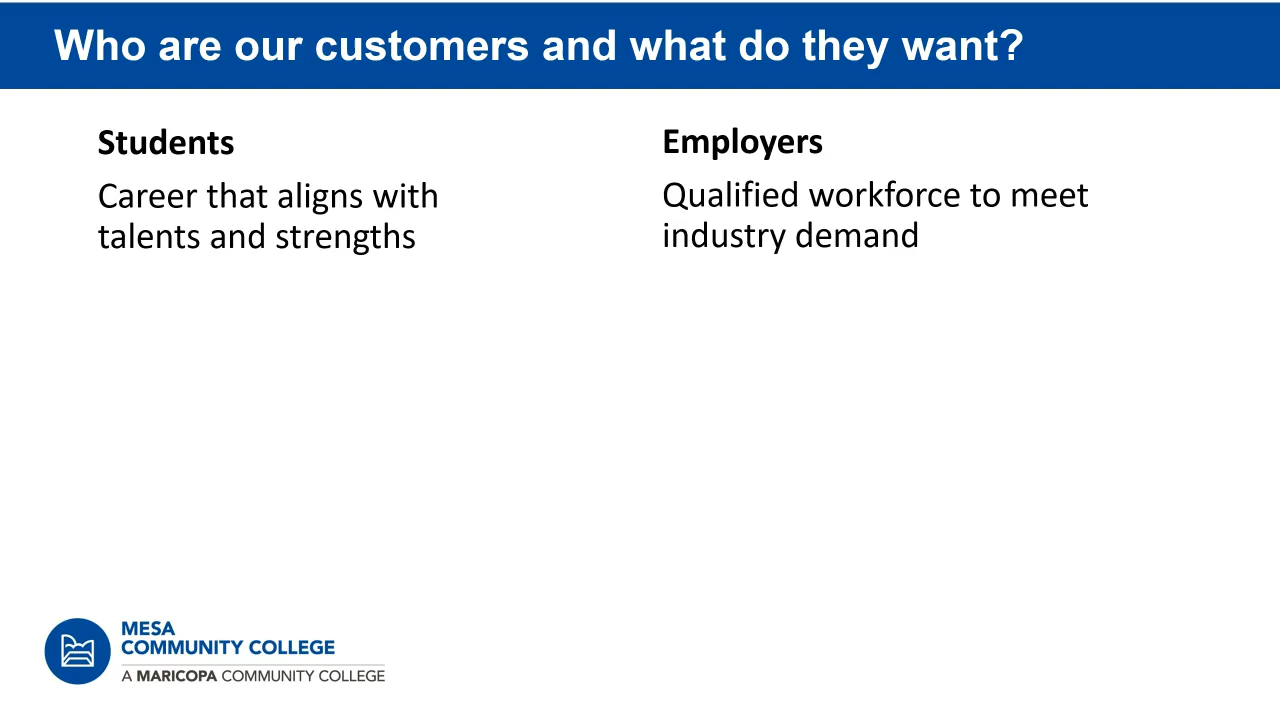 Who are our customers and what do they want?
Students
Career that aligns with
talents and strengths
Employers
Qualified workforce to meet
industry demand
MESA
COMMUNITY COLLEGE
A MARICOPA COMMUNITY COLLEGE